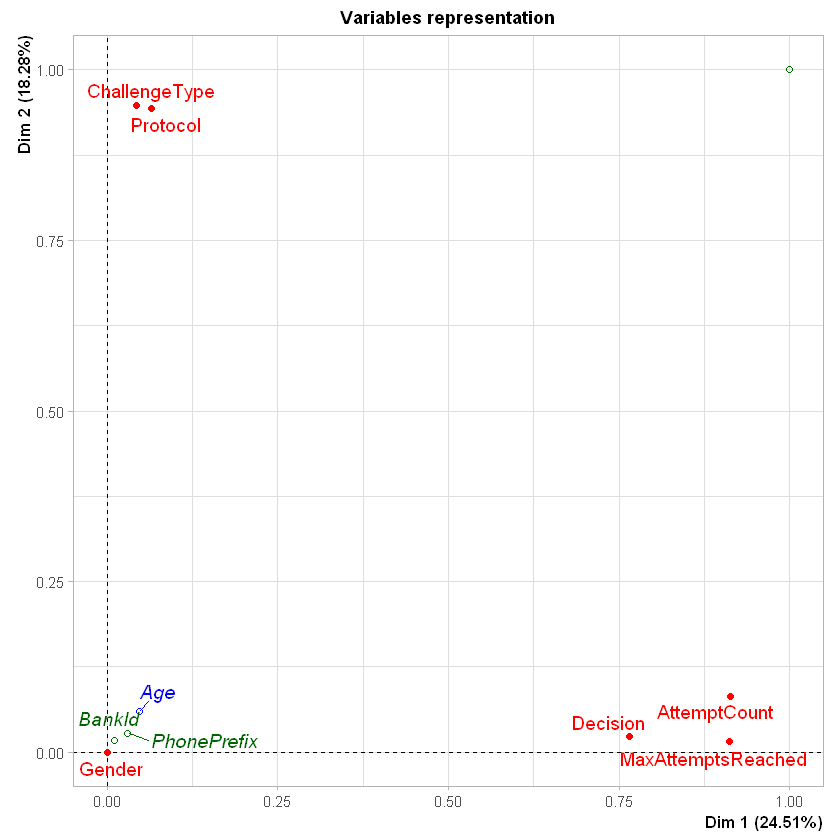 Variables representation
Dim 2 (18.28%)
1.00
ChallengeType
Protocol
0.75
0.50
0.25
Age
BankId
PhonePrefix
AttemptCount
Decision
MaxAttemptsReached
0.00
Gender
0.00
0.25
0.50
0.75
1.00
Dim 1 (24.51%)